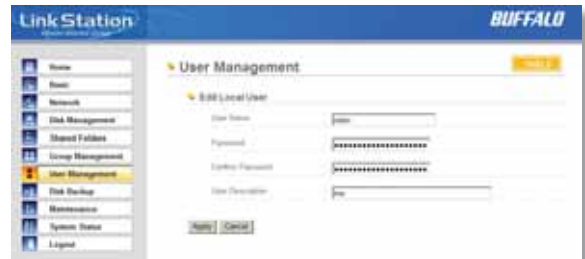 LinkStation
BUFFALO
Home
Basic
Network
Disk Management
Shared Folders
Group Management
User Management
Disk Backup
Maintenance
System Status
Logout
User Management
Edit Local User
User Name
Password
Confirm Password
User Description
Apply
Cancel